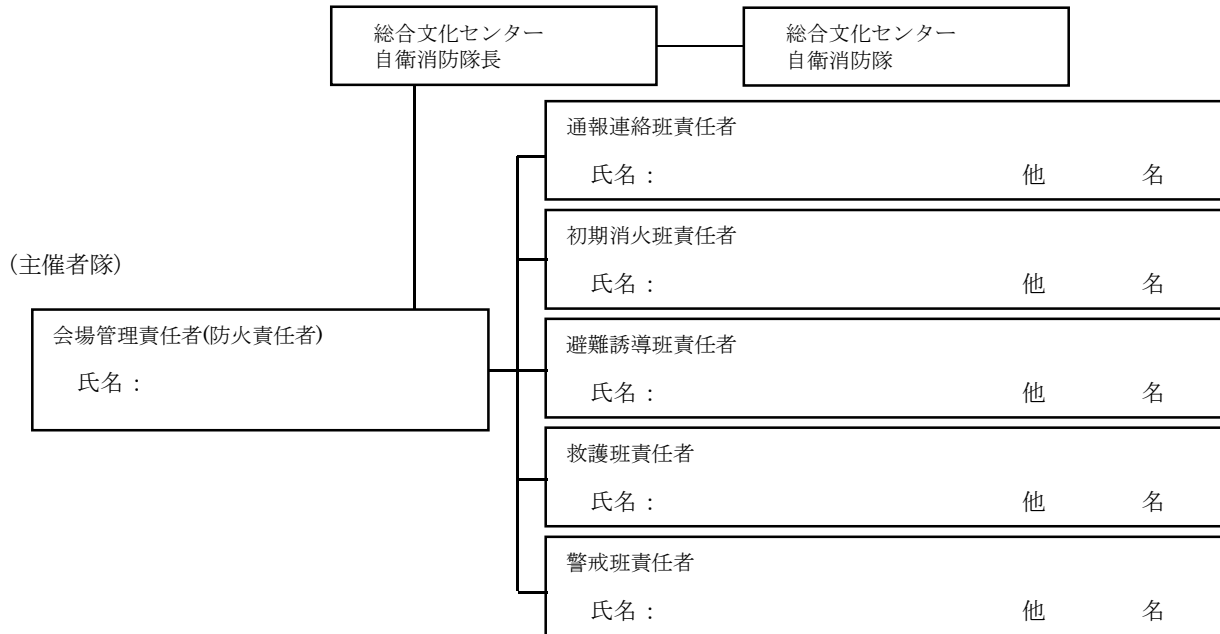 総合文化センター
自衛消防隊長
総合文化センター
自衛消防隊
通報連絡班責任者
氏名： 他 名
初期消火班責任者
氏名： 他 名
(主催者隊)
会場管理責任者(防火責任者)
氏名：
避難誘導班責任者
氏名： 他 名
救護班責任者
氏名： 他 名
警戒班責任者
氏名： 他 名